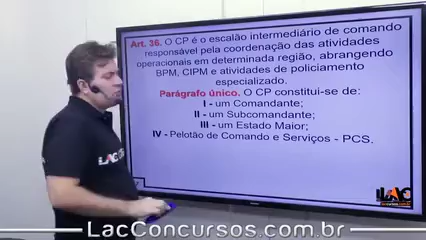 Art. 36. O CP é o escalão intermediário de comando
responsável pela coordenação das atividades
operacionais em determinada região, abrangendo
BPM, CIPM e atividades de policiamento
especializado.
Parágrafo único. O CP constitui-se de:
I - um Comandante;
II - um Subcomandante;
III - um Estado Maior;
IV - Pelotão de Comando e Serviços - PCS.
LAC
LacConcursos.com.br